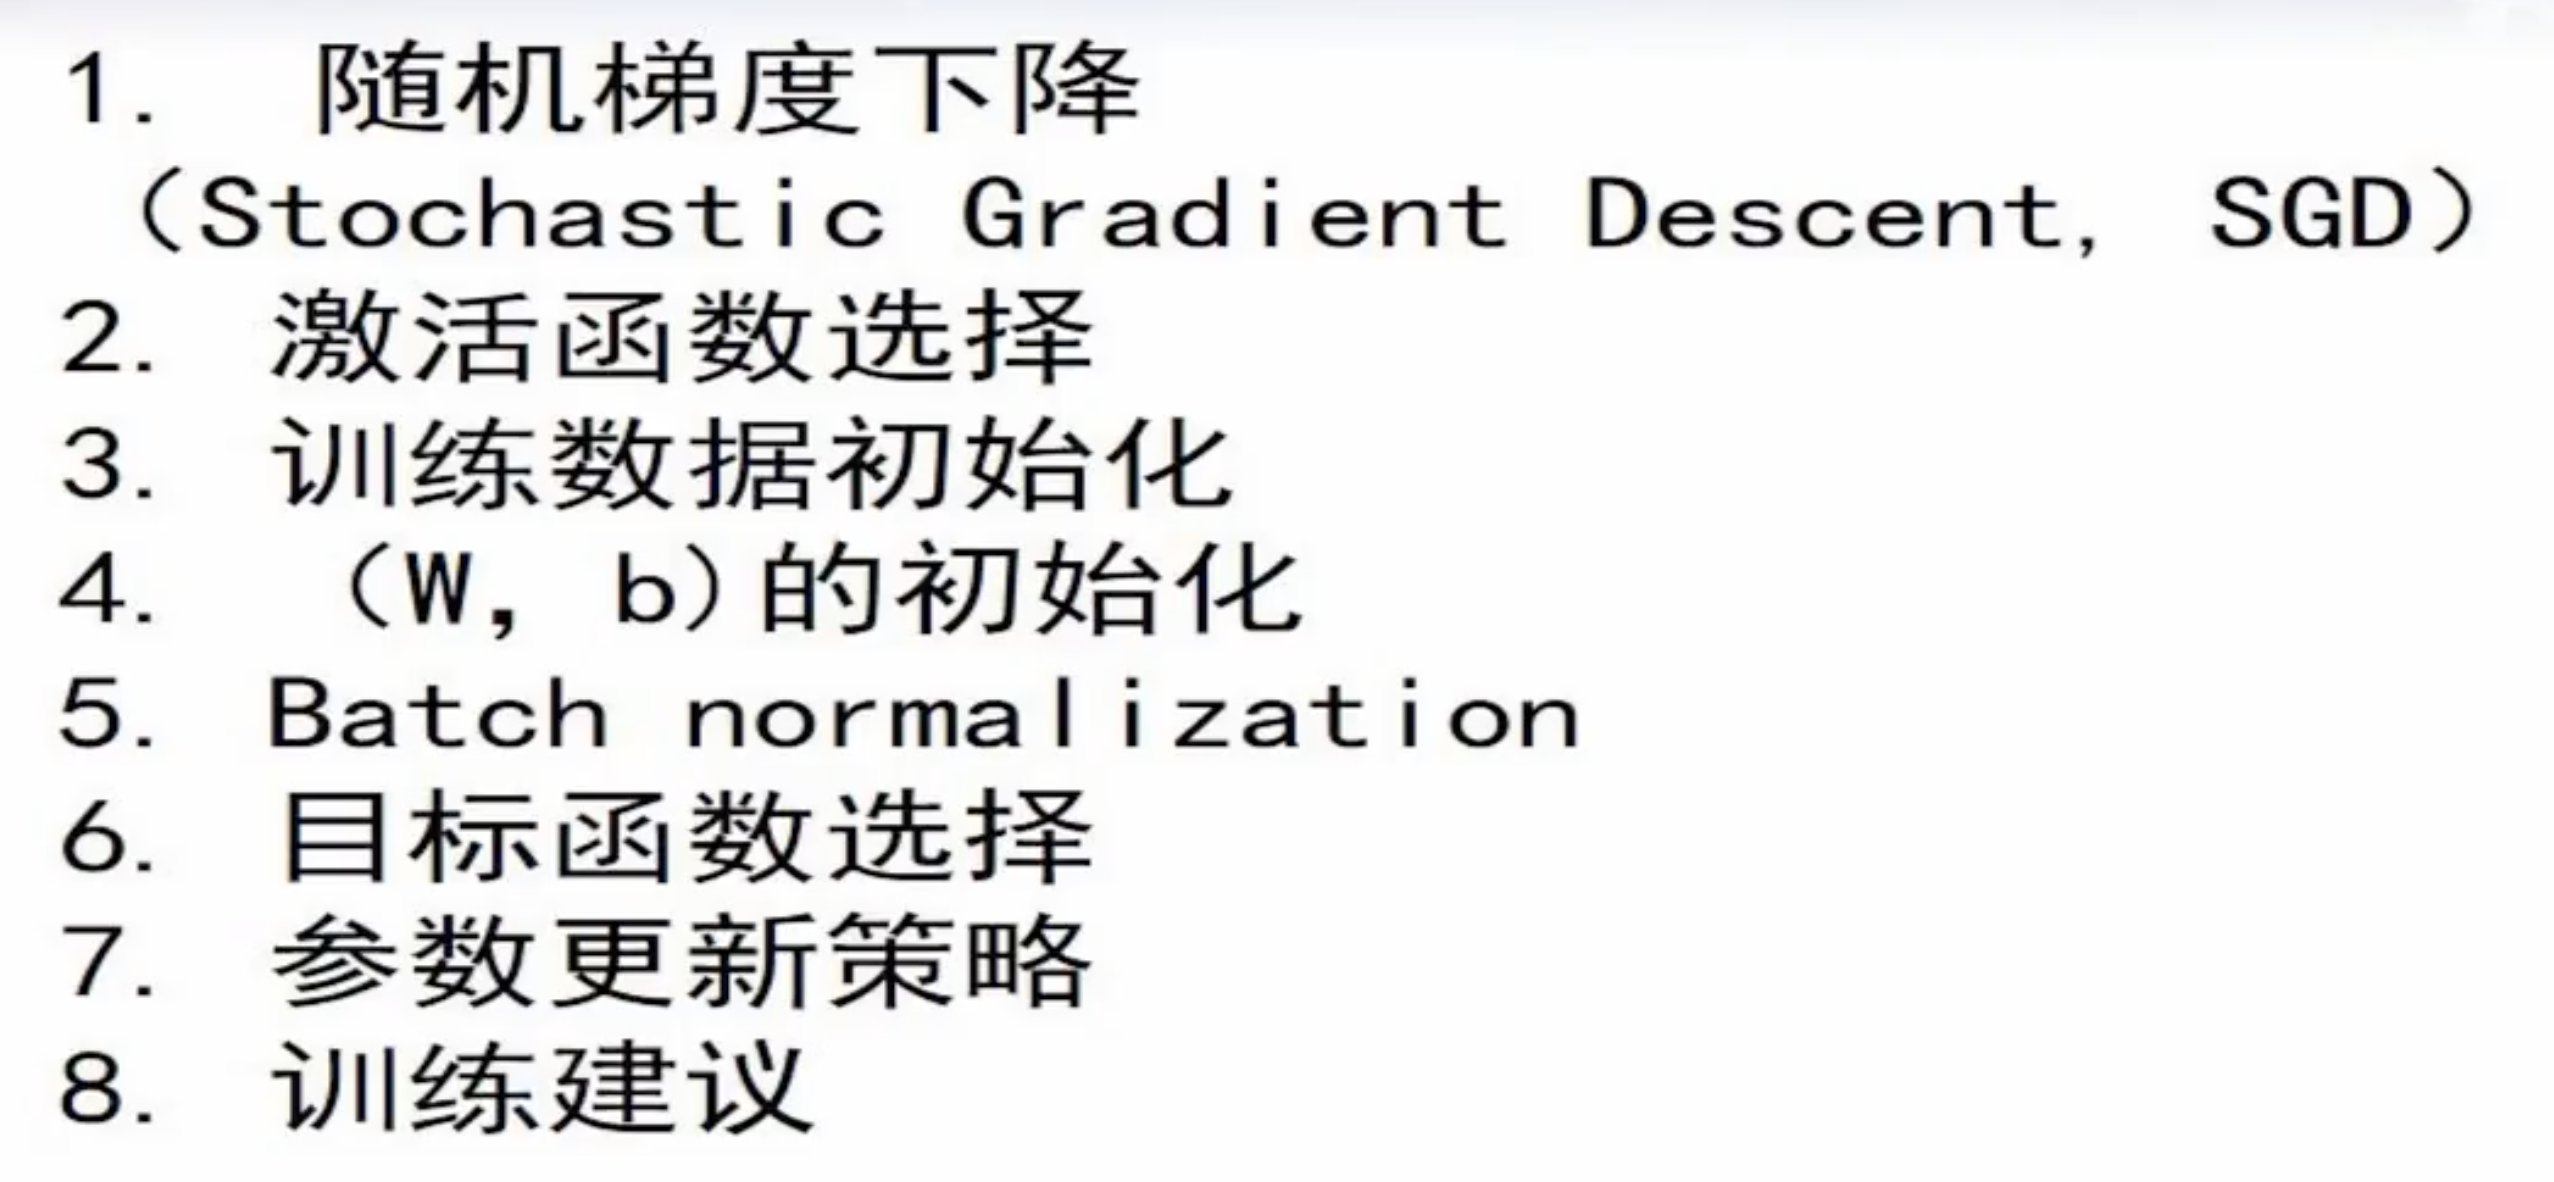 1. 随机梯度下降
（Stochastic Gradient Descent, SGD）
2. 激活函数选择
3. 训练数据初始化
4. （W，b)的初始化
5. Batch normalization
6. 目标函数选择
7. 参数更新策略
8. 训练建议